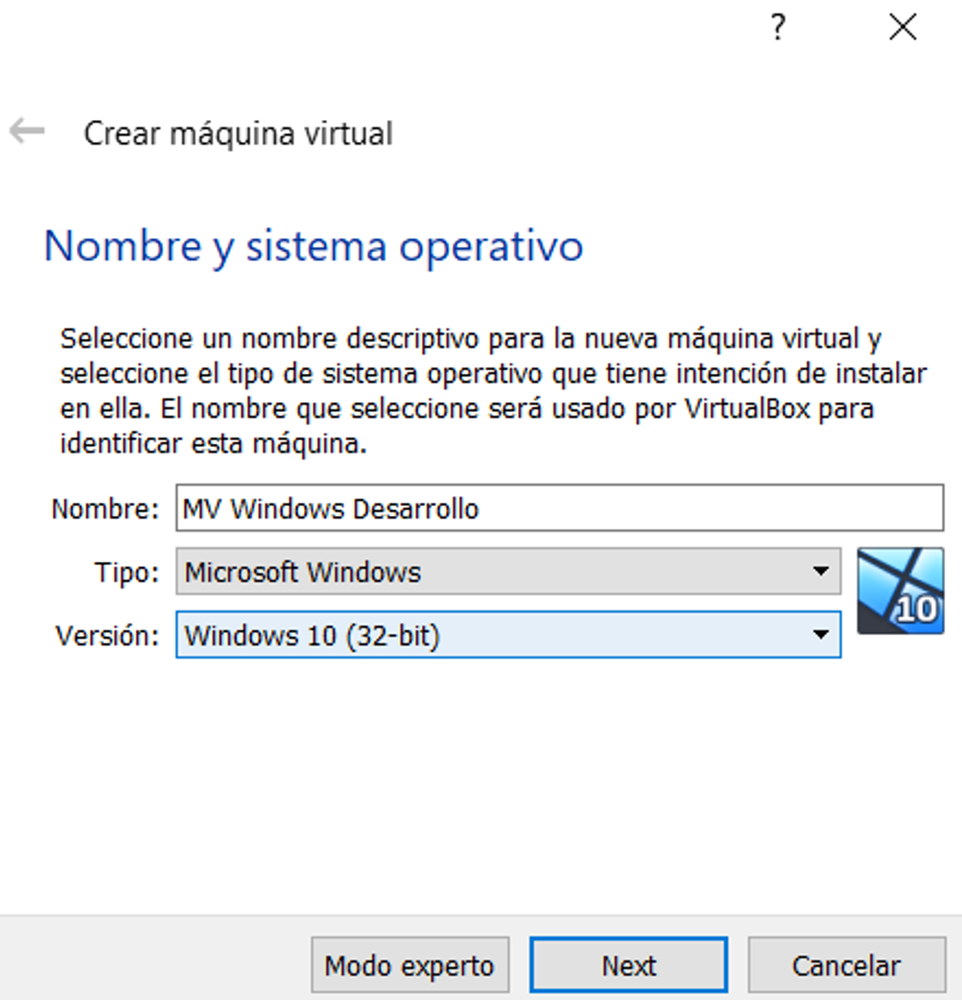 ?
Crear máquina virtual
Nombre y sistema operativo
Seleccione un nombre descriptivo para la nueva máquina virtual y
seleccione el tipo de sistema operativo que tiene intención de instalar
en ella. El nombre que seleccione será usado por VirtualBox para
identificar esta máquina.
Nombre: MV Windows Desarrollo
Tipo: Microsoft Windows
10
Versión: Windows 10 (32-bit)
Modo experto Next Cancelar